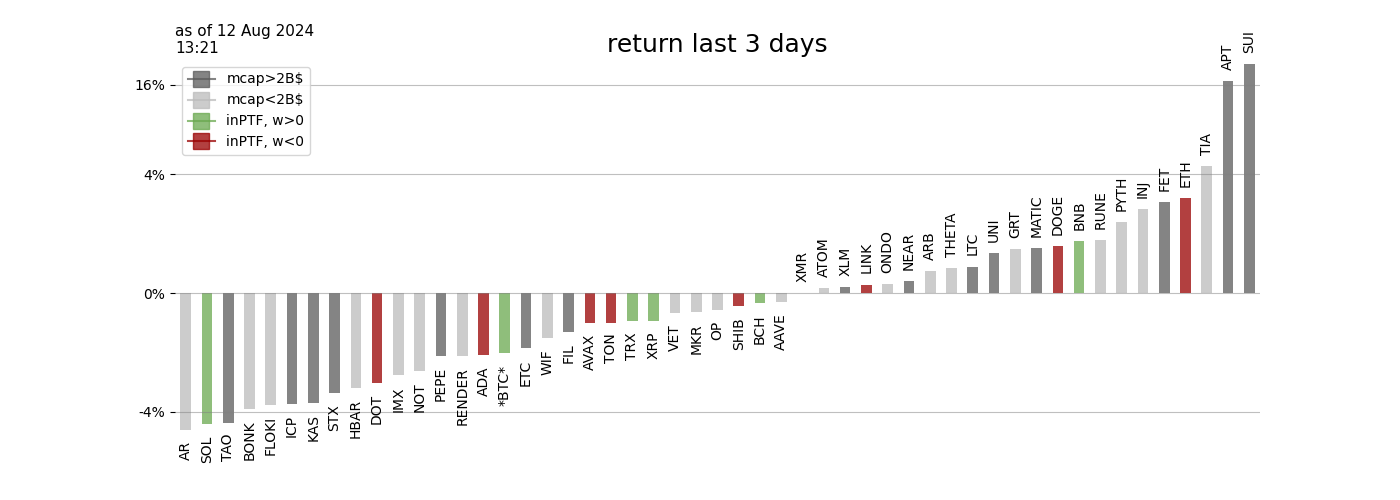 as of 12 Aug 2024
13:21
return last 3 days
mcap>2B$
mcap<2B$
inPTF, w>0
inPTF, w<0
16%
4%
0%
-4%
AR
SOL
TAO
BONK
FLOKI
ICP
KAS
STX
HBAR
DOT
IMX
NOT
PEPE
RENDER
ADA
*BTC*
ETC
WIF
FIL
AVAX
TON
TRX
XRP
VET
MKR
OP
SHIB
BCH
AAVE
XMR
ATOM
XLM
LINK
ONDO
NEAR
ARB
THETA
LTC
UNI
GRT
MATIC
DOGE
BNB
RUNE
PYTH
INJ
FET
ETH
TIA
APT
SUI